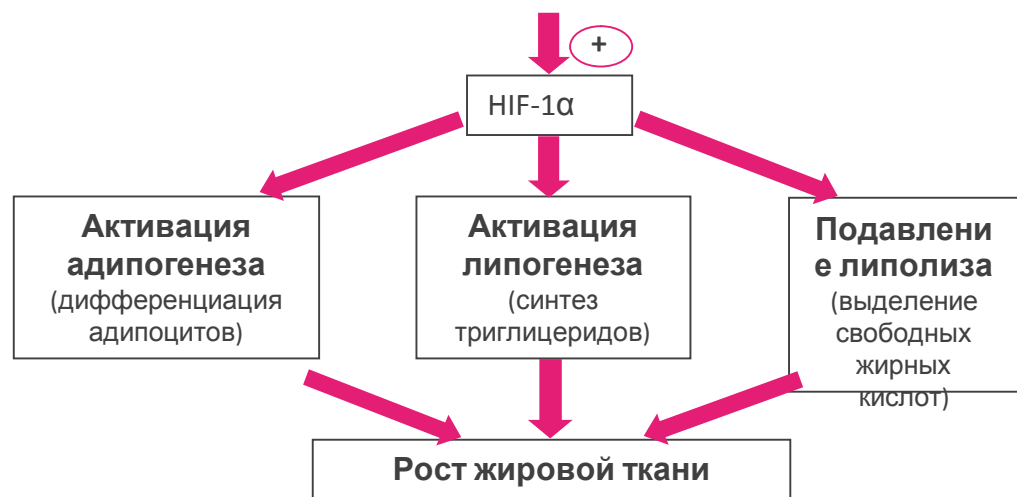 +
HIF-1α
Активация
адипогенеза
(дифференциация
адипоцитов)
Активация
липогенеза
(синтез
триглицеридов)
Подавлени
е липолиза
(выделение
свободных
жирных
кислот)
Рост жировой ткани